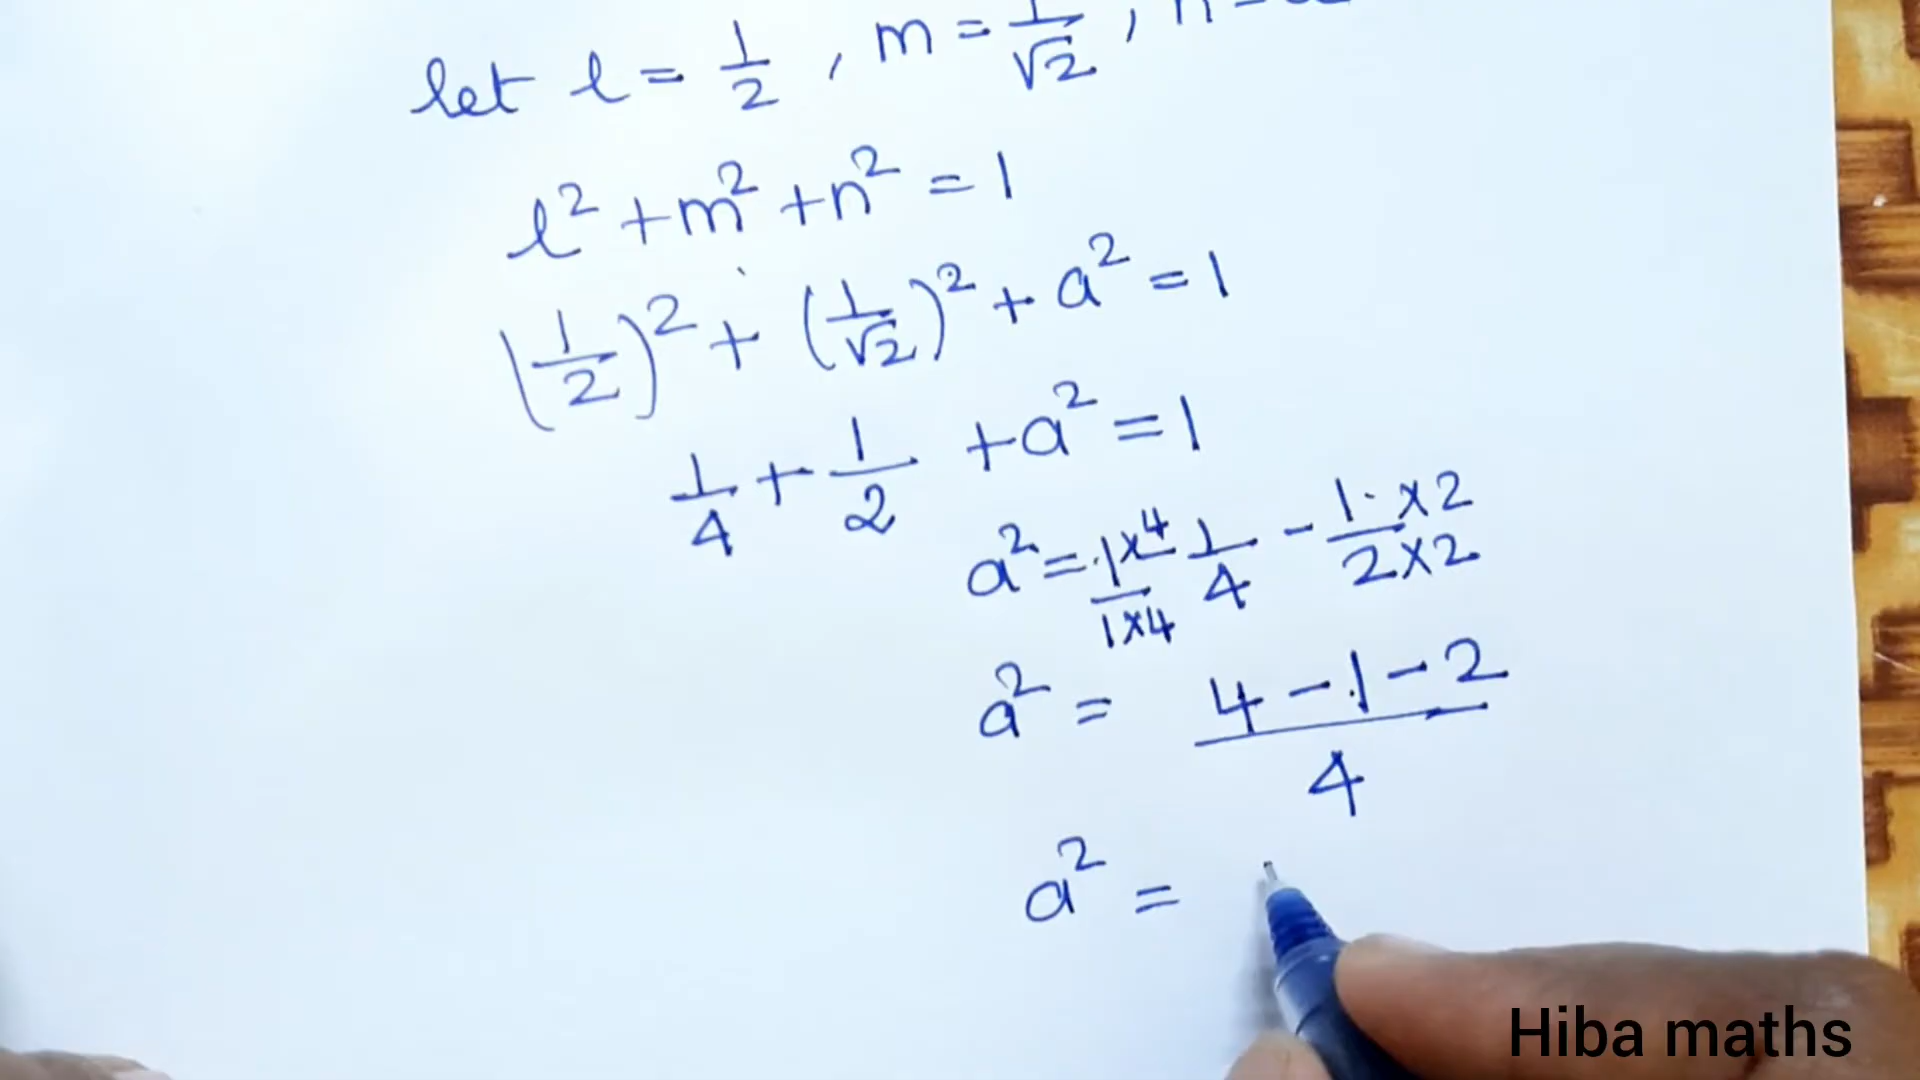 let l = 1/2 , m = 1/√2 , n =
l² + m² + n² = 1
(1/2)² + (1/√2)² + a² = 1
1/4 + 1/2 + a² = 1
a² = 1×4/1×4 1/4 - 1×2/2×2
a² = 4 - 1 - 2/4
a² =
Hiba maths